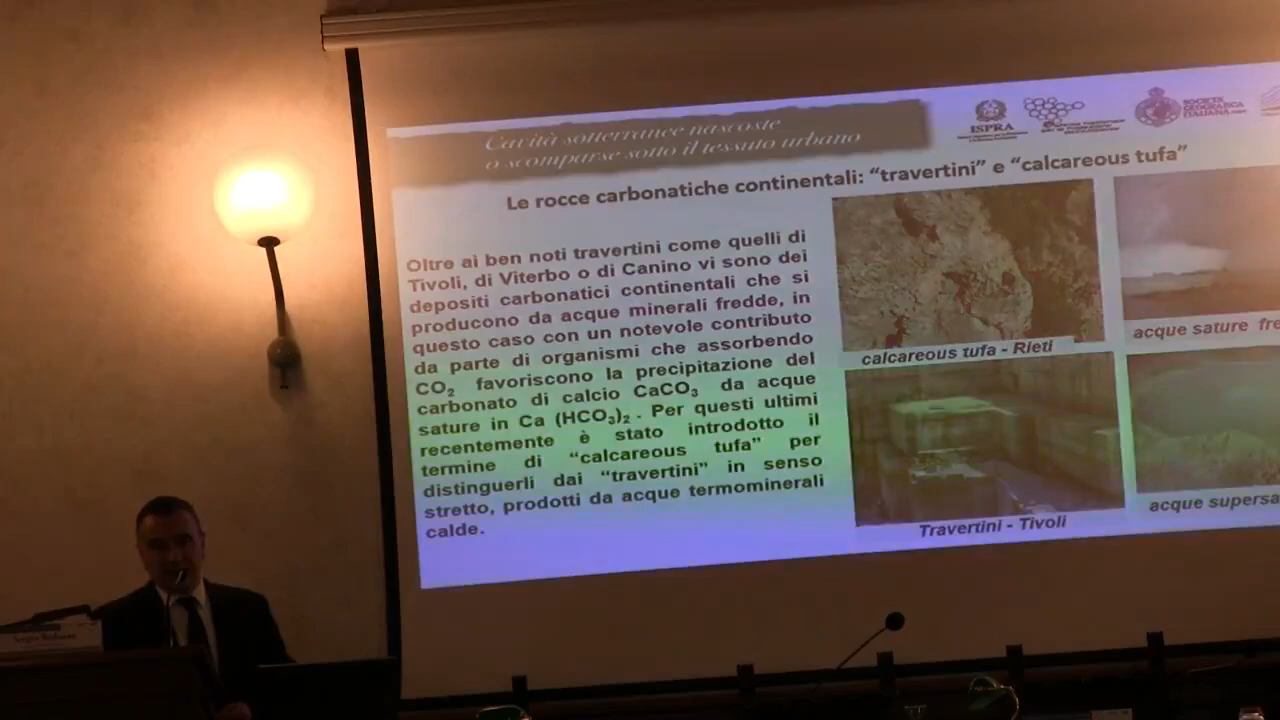 Cavità sotterranee nascoste
o scomparse sotto il tessuto urbano
ISPRA
SOCIETÀ
GEOGRAFICA
ITALIANA
Le rocce carbonatiche continentali: “travertini” e “calcareous tufa”
Oltre ai ben noti travertini come quelli di
Tivoli, di Viterbo o di Canino vi sono dei
depositi carbonatici continentali che si
producono da acque minerali fredde, in
questo caso con un notevole contributo
da parte di organismi che assorbendo
CO₂ favoriscono la precipitazione del
carbonato di calcio CaCO₃ da acque
sature in Ca (HCO₃)₂ . Per questi ultimi
recentemente è stato introdotto il
termine di “calcareous tufa” per
distinguerli dai “travertini” in senso
stretto, prodotti da acque termominerali
calde.
calcareous tufa - Rieti
acque sature fre
Travertini - Tivoli
acque supersa